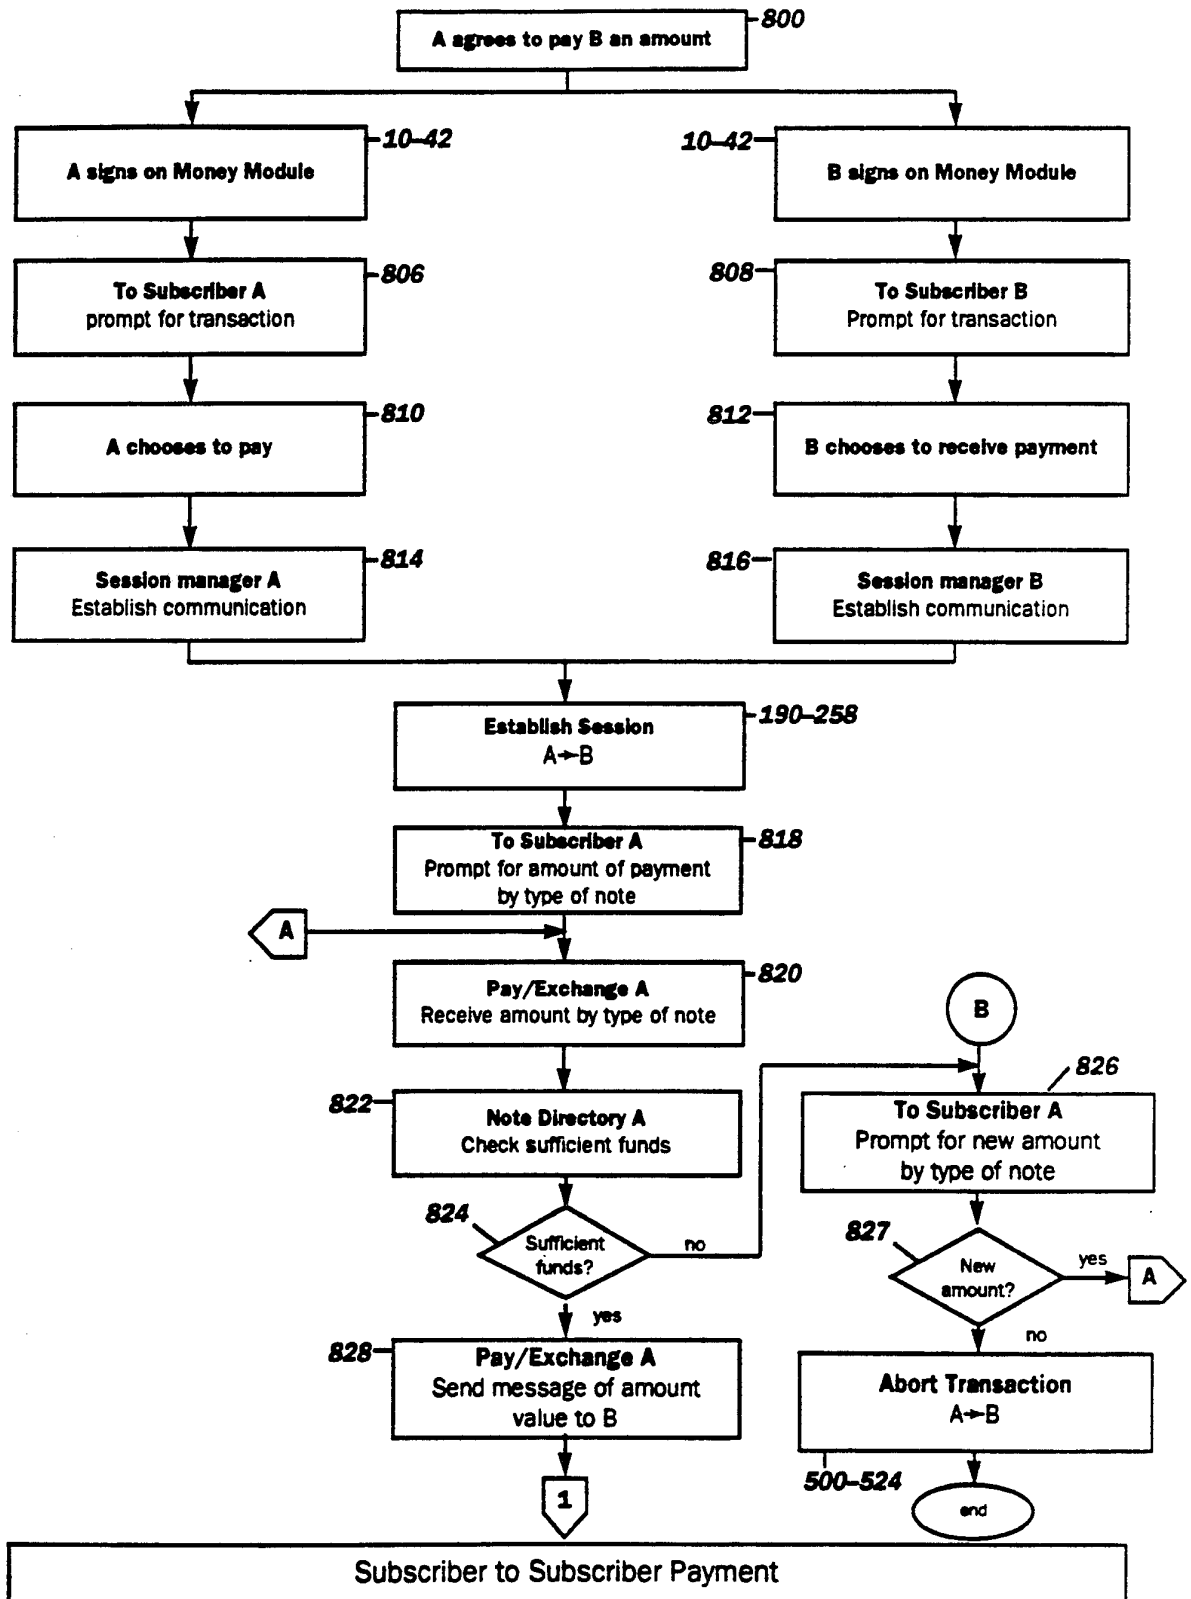 A agrees to pay B an amount
800
A signs on Money Module
10–42
10–42
B signs on Money Module
To Subscriber A
prompt for transaction
806
808
To Subscriber B
Prompt for transaction
A chooses to pay
810
812
B chooses to receive payment
Session manager A
Establish communication
814
816
Session manager B
Establish communication
Establish Session
A→B
190–258
To Subscriber A
Prompt for amount of payment
by type of note
818
A
Pay/Exchange A
Receive amount by type of note
820
B
822
Note Directory A
Check sufficient funds
826
To Subscriber A
Prompt for new amount
by type of note
824
Sufficient
funds?
no
yes
827
New
amount?
yes
A
no
828
Pay/Exchange A
Send message of amount
value to B
Abort Transaction
A→B
500–524
1
end
Subscriber to Subscriber Payment